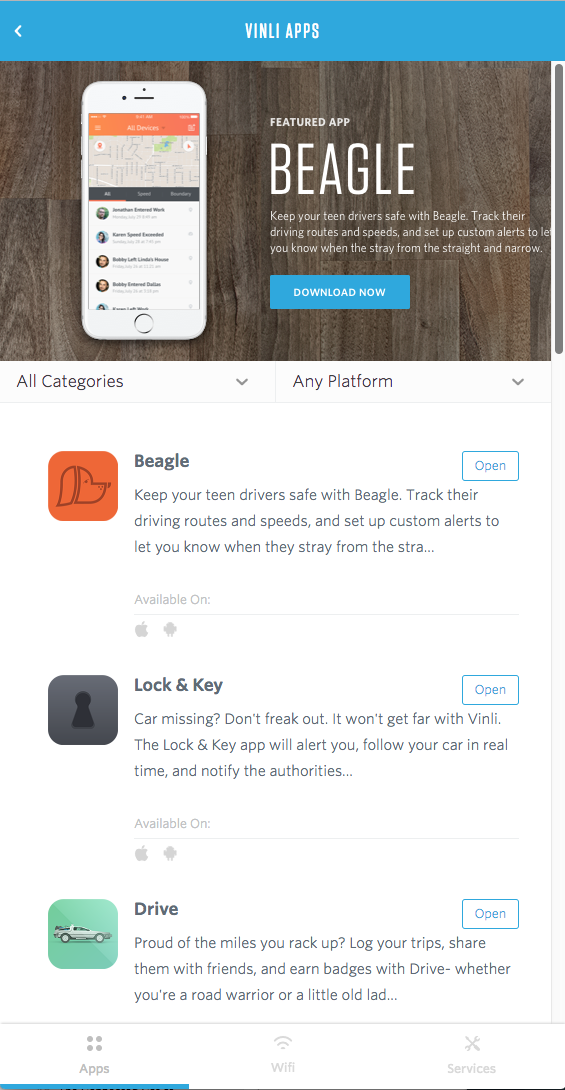 VINLI APPS
All Devices
All
Speed
Boundary
Jonathan Entered Work
Karen Speed Exceeded
Bobby Left Linda's House
Bobby Entered Dallas
FEATURED APP
BEAGLE
Keep your teen drivers safe with Beagle. Track their
driving routes and speeds, and set up custom alerts to let
you know when the stray from the straight and narrow.
DOWNLOAD NOW
All Categories
Any Platform
Beagle
Open
Keep your teen drivers safe with Beagle. Track their
driving routes and speeds, and set up custom alerts to
let you know when they stray from the stra...
Available On:
Lock & Key
Open
Car missing? Don't freak out. It won't get far with Vinli.
The Lock & Key app will alert you, follow your car in real
time, and notify the authorities...
Available On:
Drive
Open
Proud of the miles you rack up? Log your trips, share
them with friends, and earn badges with Drive- whether
you're a road warrior or a little old lad...
Apps
Wifi
Services